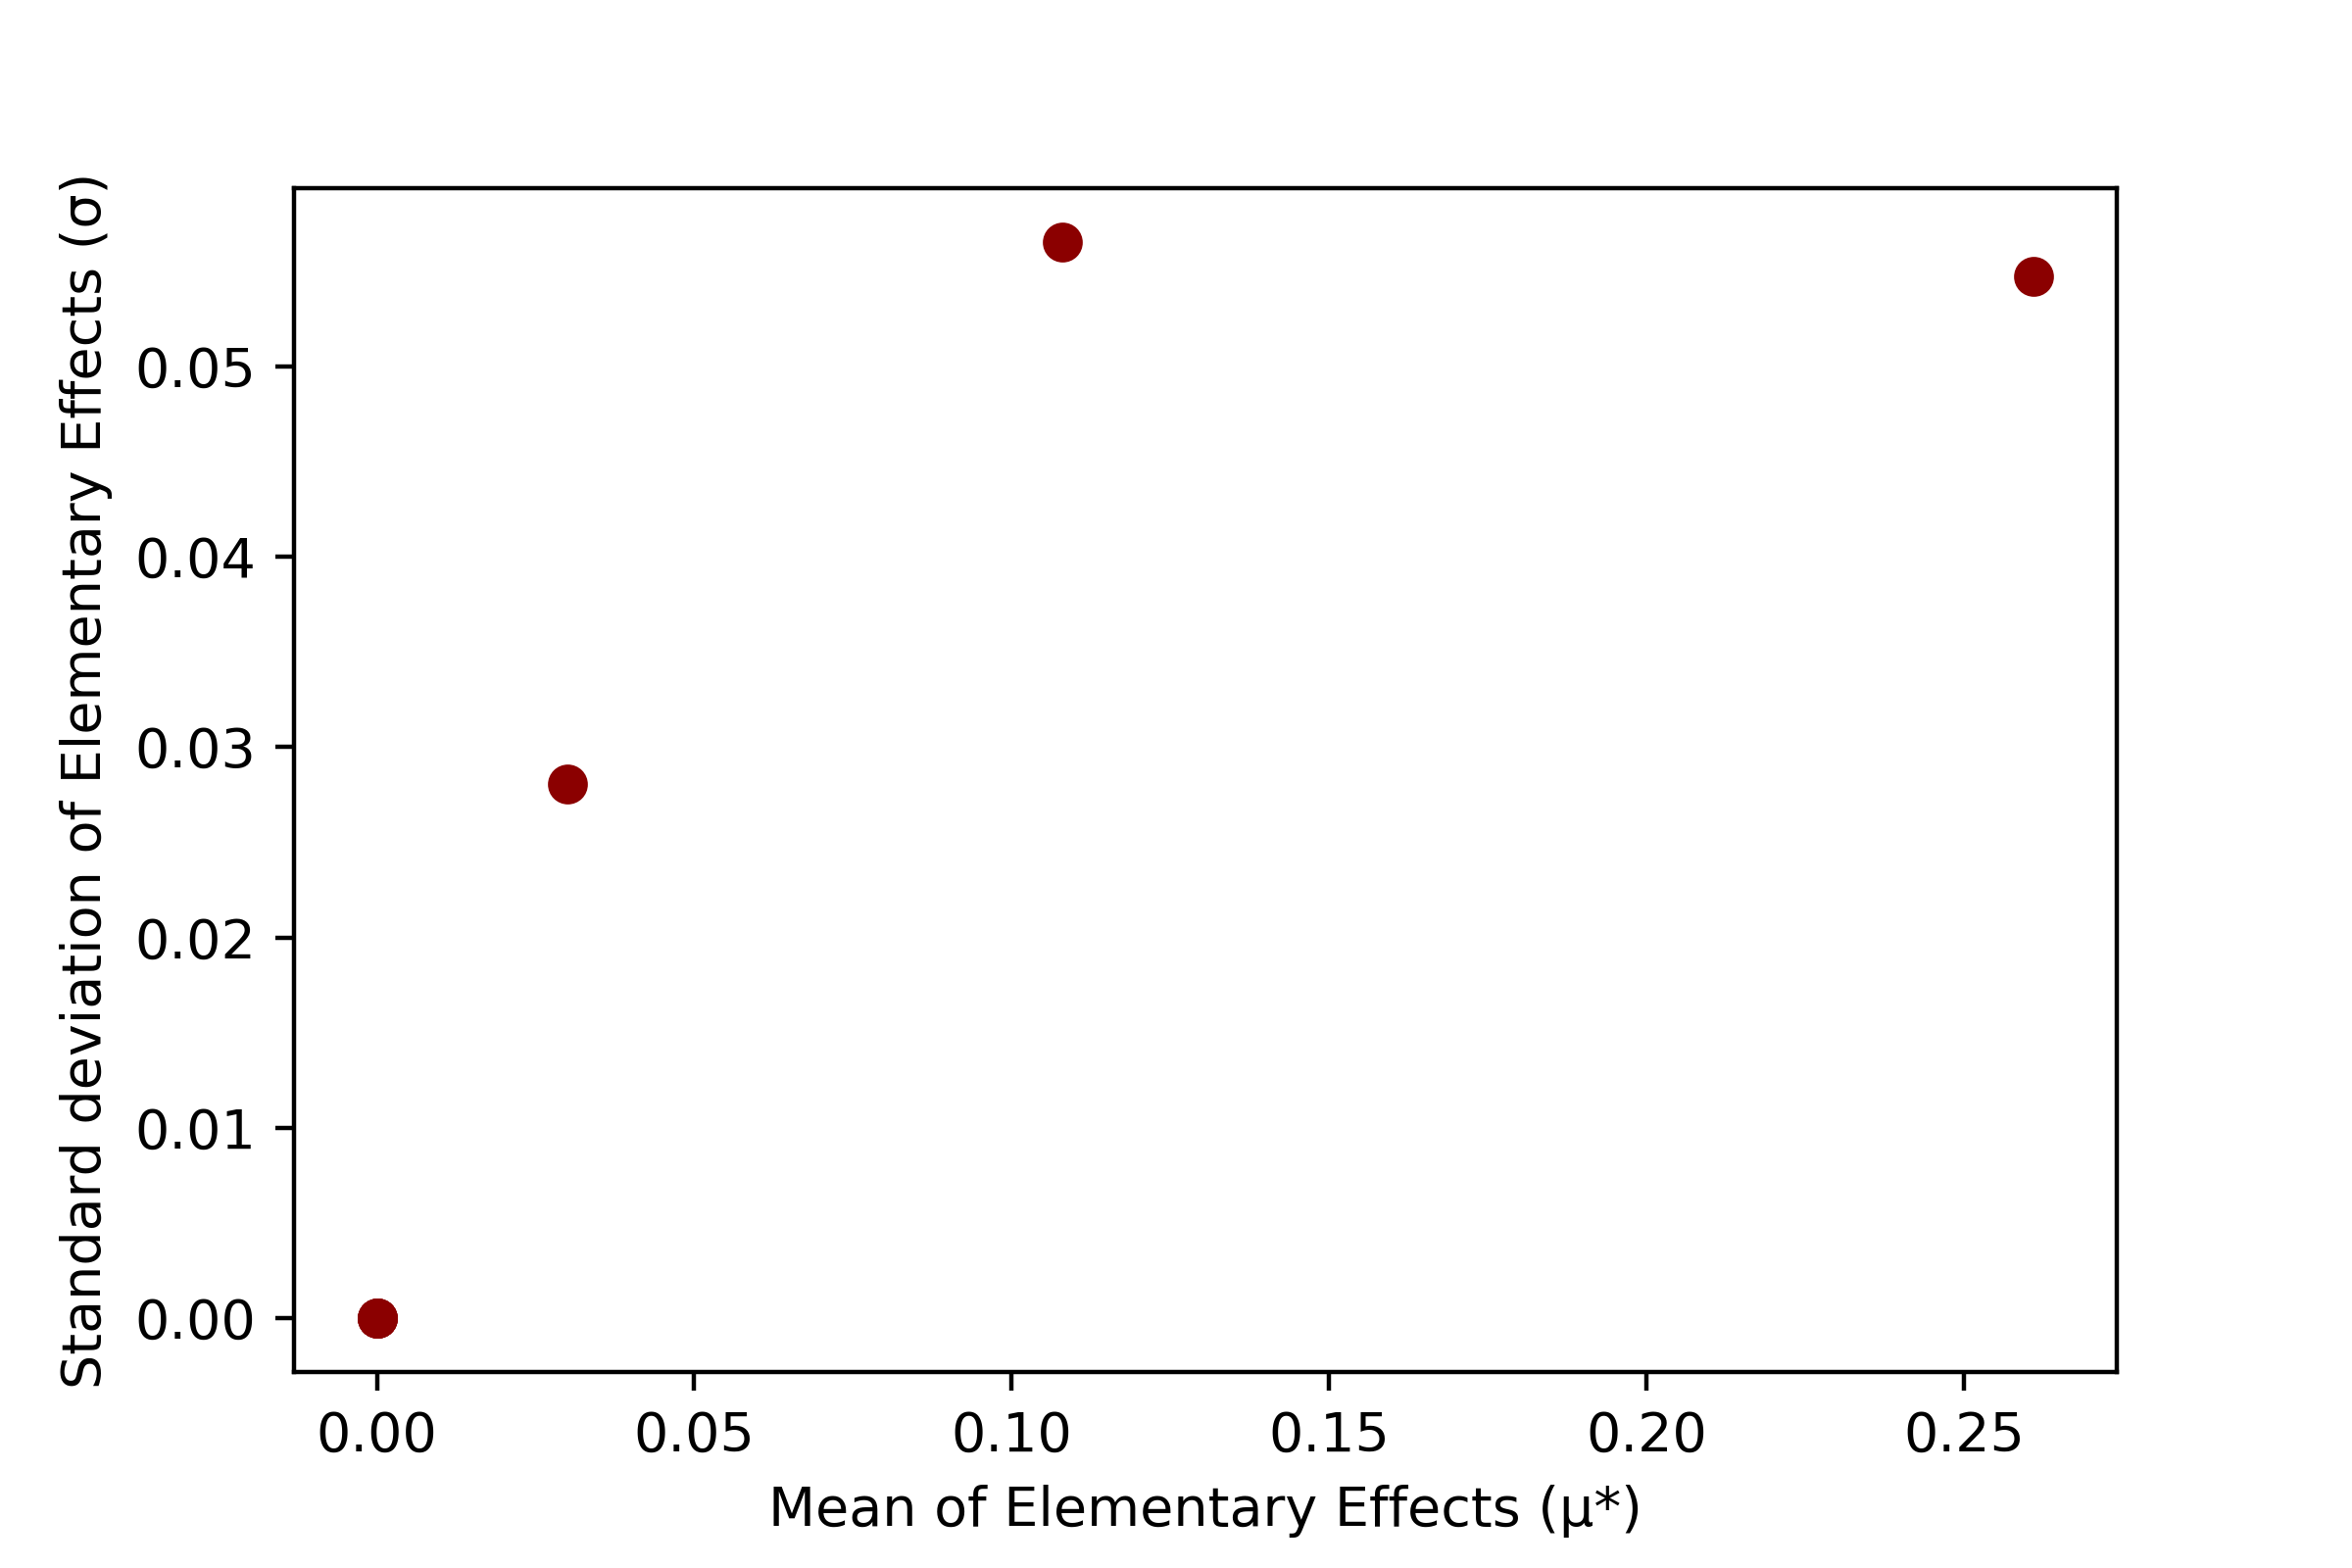 Standard deviation of Elementary Effects (σ)
0.05
0.04
0.03
0.02
0.01
0.00
0.00 0.05 0.10 0.15 0.20 0.25
Mean of Elementary Effects (μ*)